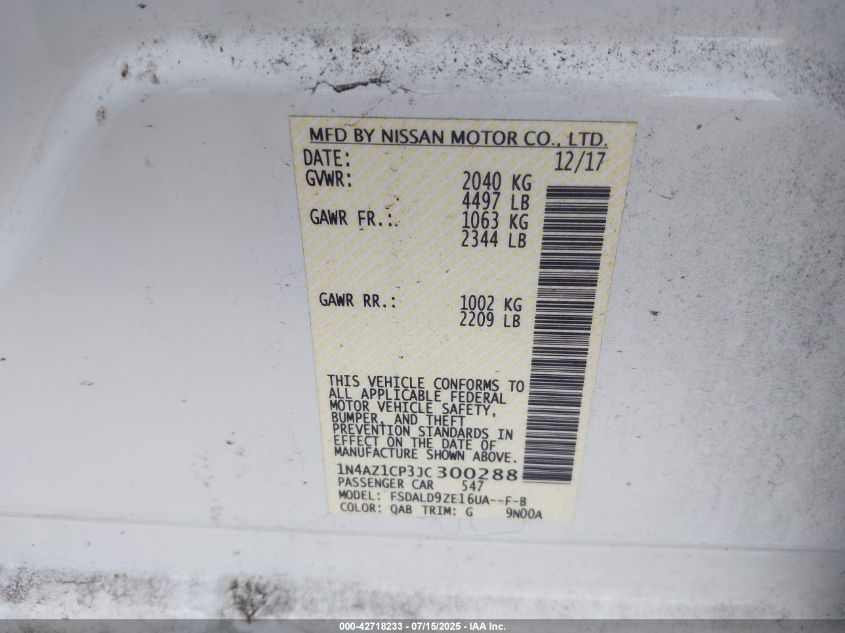 MFD BY NISSAN MOTOR CO., LTD.
DATE: 12/17
GVWR: 2040 KG
4497 LB
GAWR FR.: 1063 KG
2344 LB
GAWR RR.: 1002 KG
2209 LB
THIS VEHICLE CONFORMS TO
ALL APPLICABLE FEDERAL
MOTOR VEHICLE SAFETY,
BUMPER, AND THEFT
PREVENTION STANDARDS IN
EFFECT ON THE DATE OF
MANUFACTURE SHOWN ABOVE.
1N4AZ1CP3JC300288
PASSENGER CAR 547
MODEL: FSDALD9ZE16UA--F-B
COLOR: QAB TRIM: G 9N00A
000-42718233 - 07/15/2025 - IAA Inc.